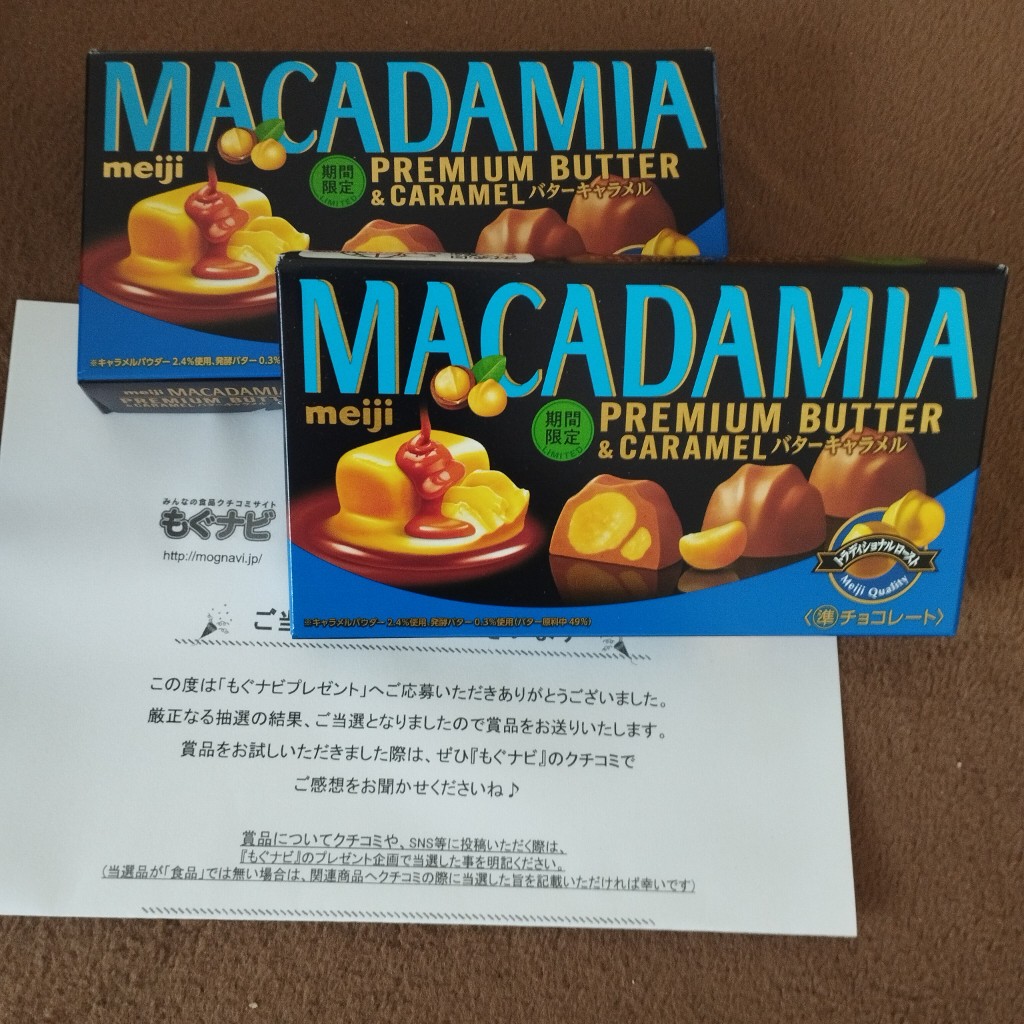 MACADAMIA
meiji
期間
限定
LIMITED
PREMIUM BUTTER
& CARAMEL バターキャラメル
※キャラメルパウダー 2.4%使用、発酵バター 0.3%
meiji MACADAMIA
PREMIUM BUTT
& CARAMEL
MACADAMIA
meiji
期間
限定
LIMITED
PREMIUM BUTTER
& CARAMEL バターキャラメル
トラディショナルロースト
Meiji Quality
※キャラメルパウダー 2.4%使用、発酵バター 0.3%使用(バター原料中 49%)
〈準チョコレート〉
みんなの食品クチコミサイト
もぐナビ
http://mognavi.jp/
ご当
この度は「もぐナビプレゼント」へご応募いただきありがとうございました。
厳正なる抽選の結果、ご当選となりましたので賞品をお送りいたします。
賞品をお試しいただきました際は、ぜひ『もぐナビ』のクチコミで
ご感想をお聞かせくださいね♪
賞品についてクチコミや、SNS等に投稿いただく際は、
『もぐナビ』のプレゼント企画で当選した事を明記ください。
(当選品が「食品」では無い場合は、関連商品へクチコミの際に当選した旨を記載いただければ幸いです)